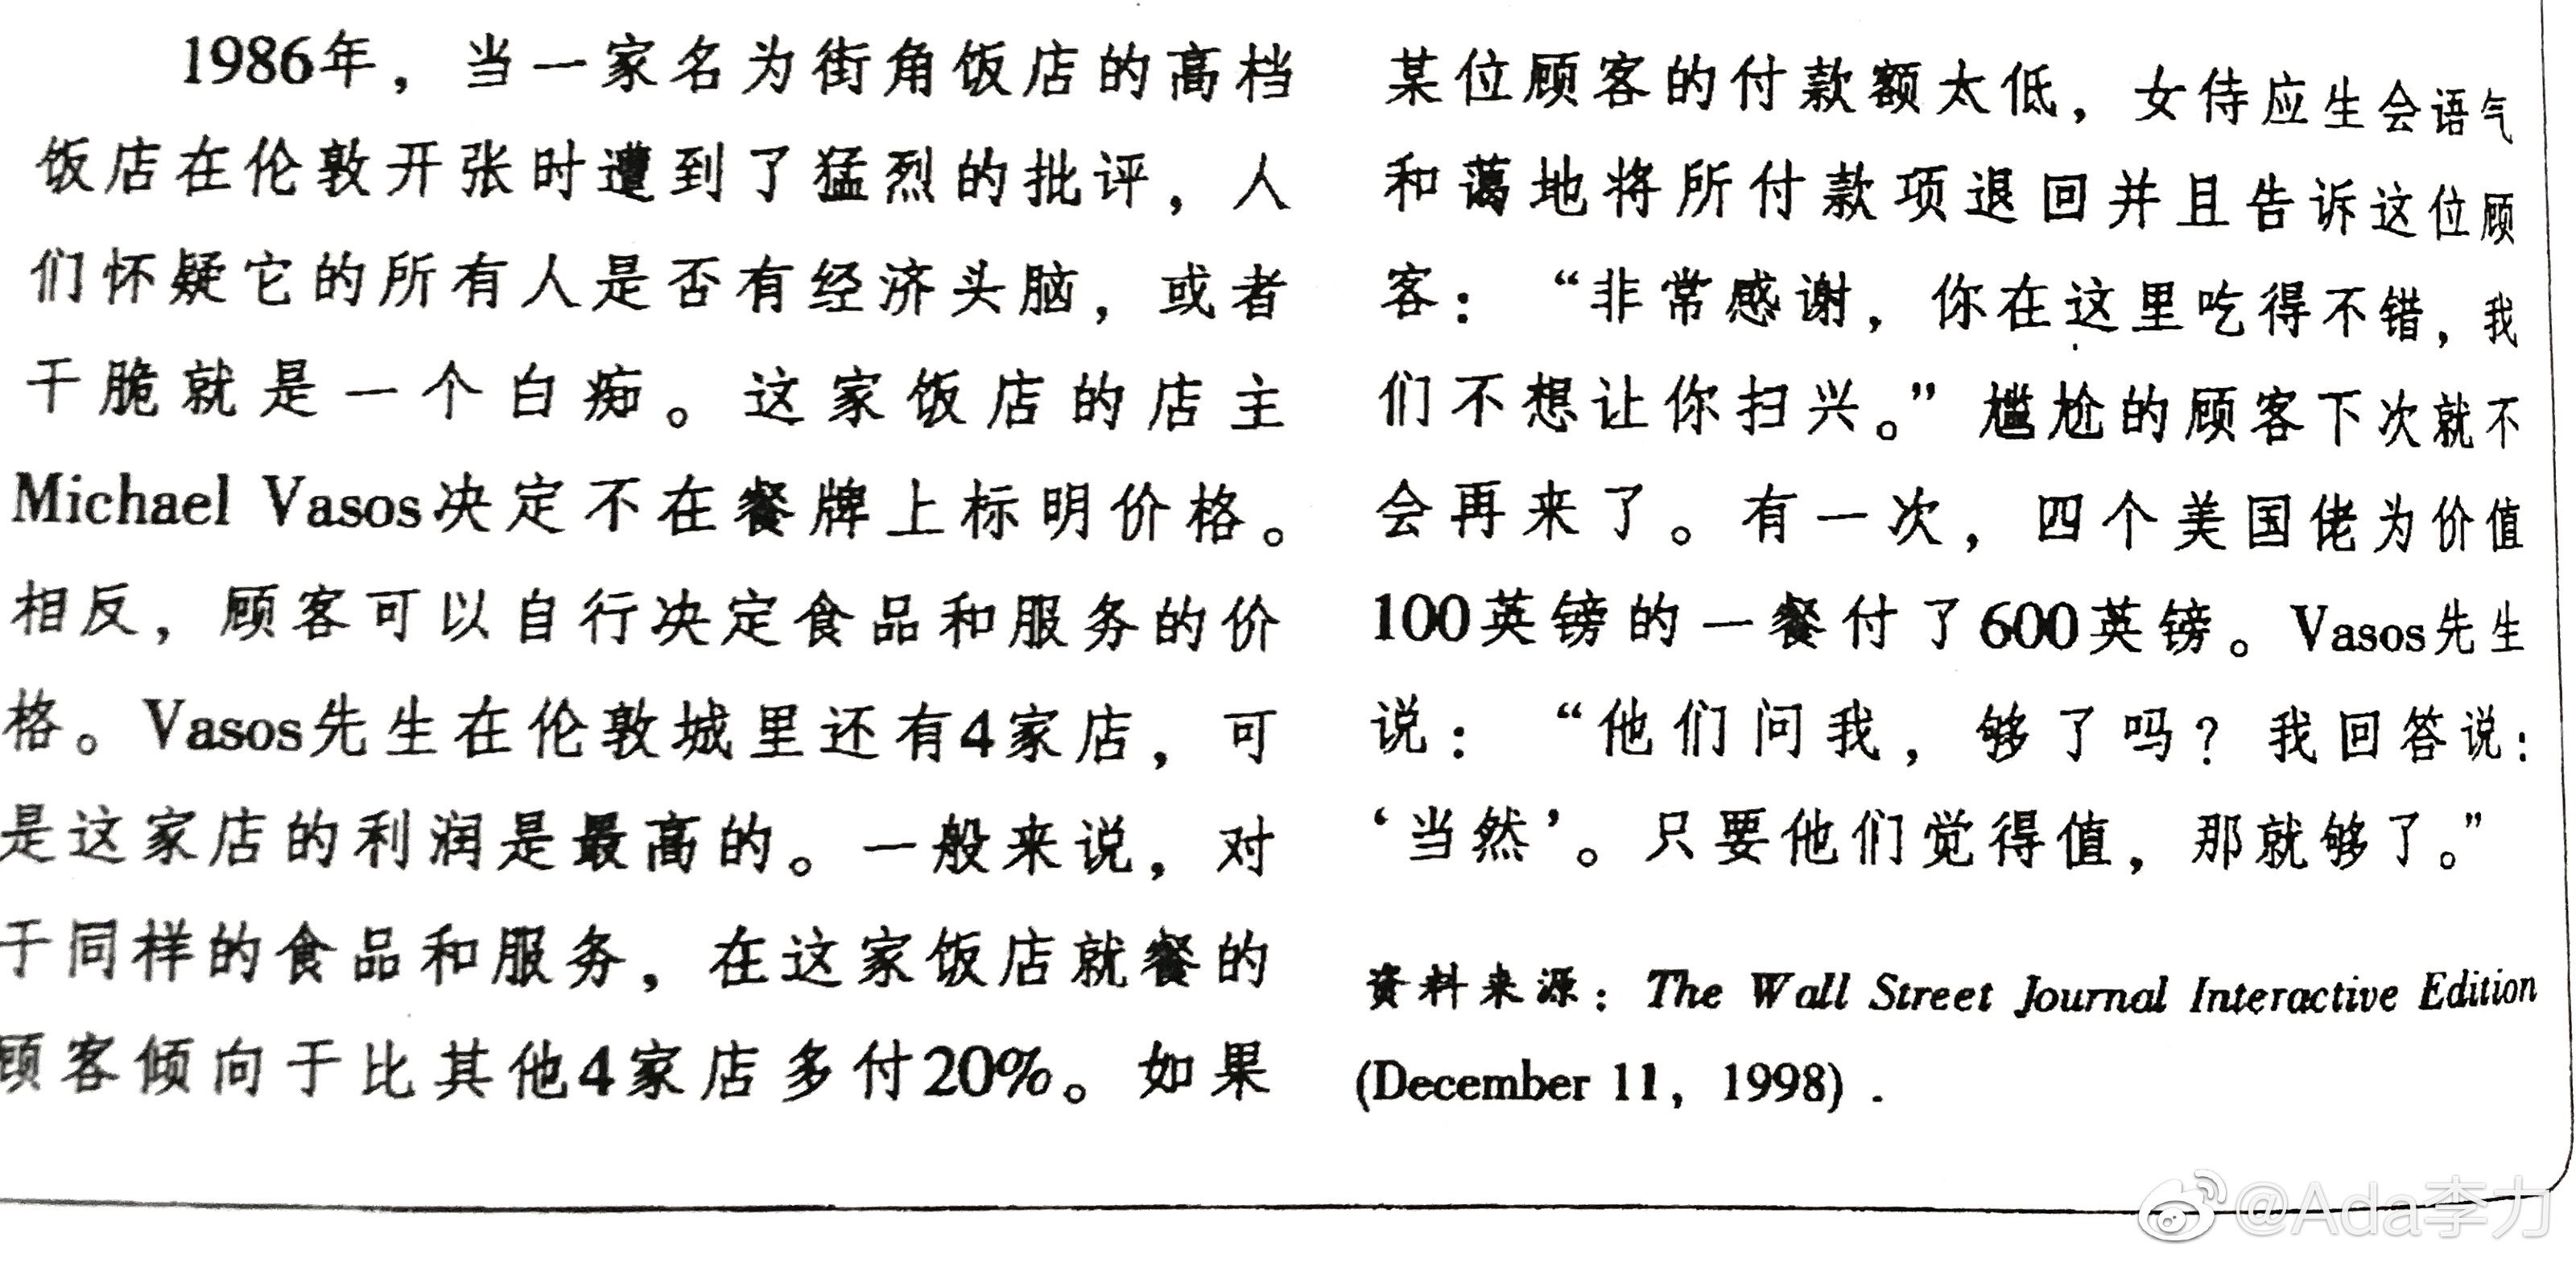 1986年，当一家名为街角饭店的高档
饭店在伦敦开张时遭到了猛烈的批评，人
们怀疑它的所有人是否有经济头脑，或者
干脆就是一个白痴。这家饭店的店主
Michael Vasos决定不在餐牌上标明价格。
相反，顾客可以自行决定食品和服务的价
格。Vasos先生在伦敦城里还有4家店，可
是这家店的利润是最高的。一般来说，对
于同样的食品和服务，在这家饭店就餐的
顾客倾向于比其他4家店多付20%。如果
某位顾客的付款额太低，女侍应生会语气
和蔼地将所付款项退回并且告诉这位顾
客：“非常感谢，你在这里吃得不错，我
们不想让你扫兴。”尴尬的顾客下次就不
会再来了。有一次，四个美国佬为价值
100英镑的一餐付了600英镑。Vasos先生
说：“他们问我，够了吗？我回答说：
‘当然’。只要他们觉得值，那就够了。”
资料来源：The Wall Street Journal Interactive Edition
(December 11, 1998) .
@Ada李力